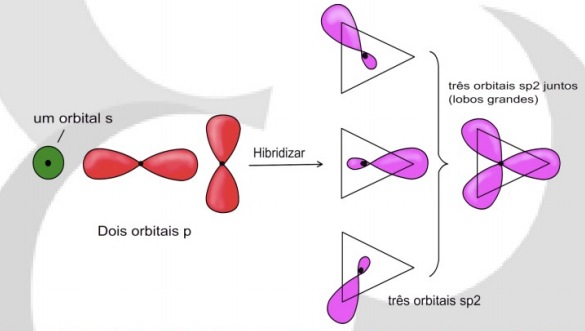 um orbital s
Dois orbitais p
Hibridizar
três orbitais sp2 juntos
(lobos grandes)
três orbitais sp2